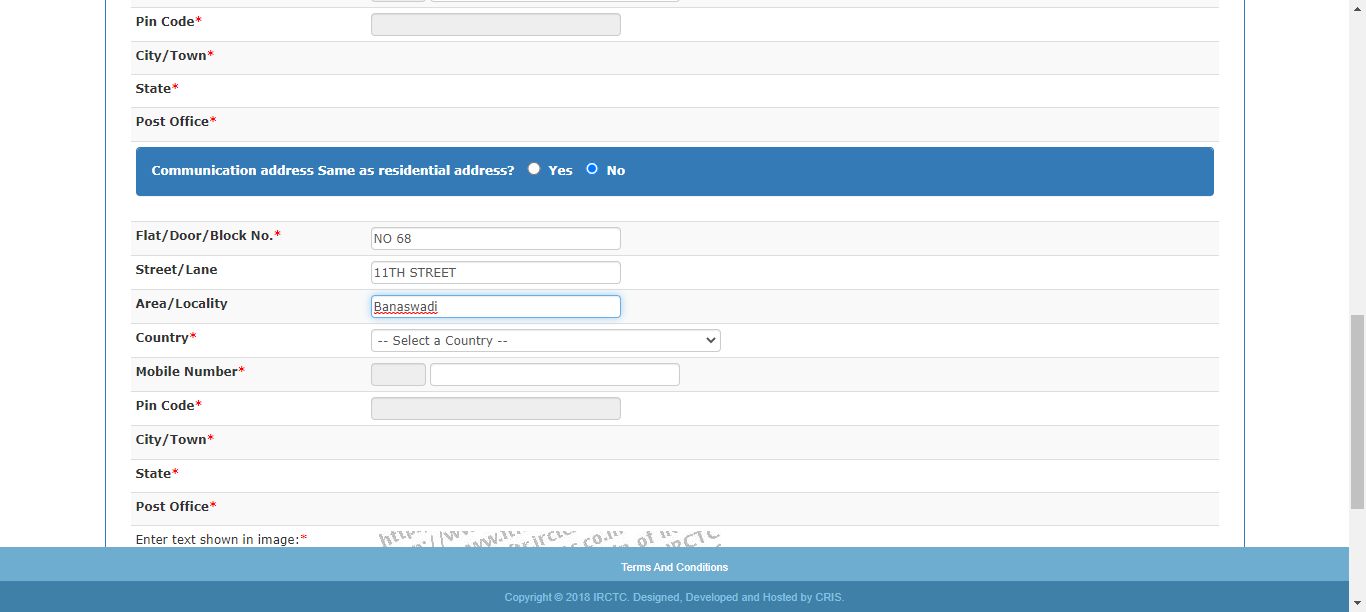 Pin Code*
City/Town*
State*
Post Office*
Communication address Same as residential address? Yes No
Flat/Door/Block No.* NO 68
Street/Lane 11TH STREET
Area/Locality Banaswadi
Country* -- Select a Country --
Mobile Number*
Pin Code*
City/Town*
State*
Post Office*
Enter text shown in image:*
of
IRCTC
Terms And Conditions
Copyright © 2018 IRCTC. Designed, Developed and Hosted by CRIS.